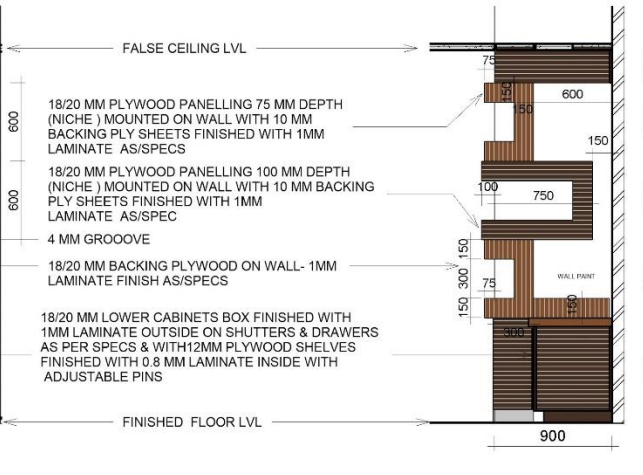 FALSE CEILING LVL
75
150
150
600
600
18/20 MM PLYWOOD PANELLING 75 MM DEPTH
(NICHE ) MOUNTED ON WALL WITH 10 MM
BACKING PLY SHEETS FINISHED WITH 1MM
LAMINATE AS/SPECS
150
600
18/20 MM PLYWOOD PANELLING 100 MM DEPTH
(NICHE ) MOUNTED ON WALL WITH 10 MM BACKING
PLY SHEETS FINISHED WITH 1MM
LAMINATE AS/SPEC
100
750
4 MM GROOOVE
150
18/20 MM BACKING PLYWOOD ON WALL- 1MM
LAMINATE FINISH AS/SPECS
300
75
WALL PAINT
150
150
18/20 MM LOWER CABINETS BOX FINISHED WITH
1MM LAMINATE OUTSIDE ON SHUTTERS & DRAWERS
AS PER SPECS & WITH12MM PLYWOOD SHELVES
FINISHED WITH 0.8 MM LAMINATE INSIDE WITH
ADJUSTABLE PINS
300
FINISHED FLOOR LVL
900